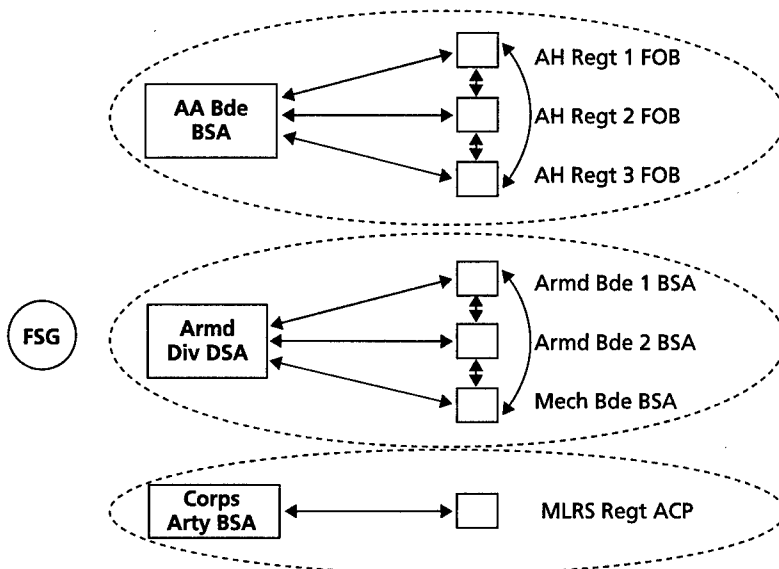 AA Bde
BSA
AH Regt 1 FOB
AH Regt 2 FOB
AH Regt 3 FOB
FSG
Armd
Div DSA
Armd Bde 1 BSA
Armd Bde 2 BSA
Mech Bde BSA
Corps
Arty BSA
MLRS Regt ACP